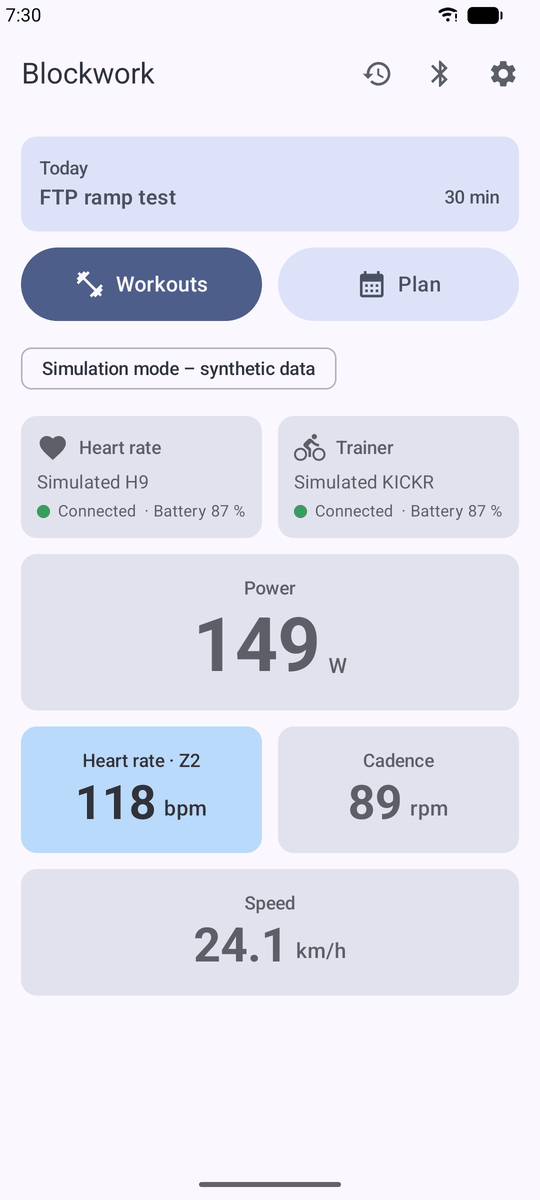 7:30
Blockwork
Today
FTP ramp test
30 min
Workouts
Plan
Simulation mode – synthetic data
Heart rate
Simulated H9
Connected · Battery 87 %
Trainer
Simulated KICKR
Connected · Battery 87 %
Power
149 W
Heart rate · Z2
118 bpm
Cadence
89 rpm
Speed
24.1 km/h